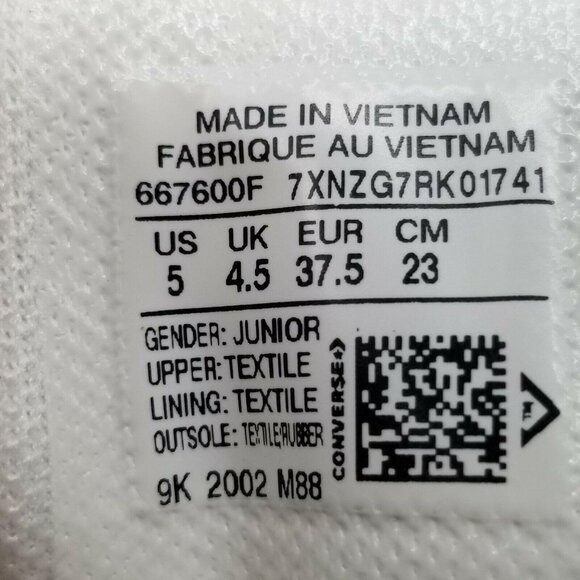 MADE IN VIETNAM
FABRIQUE AU VIETNAM
667600F 7XNZG7RK01741
US UK EUR CM
5 4.5 37.5 23
GENDER: JUNIOR
UPPER: TEXTILE
LINING: TEXTILE
OUTSOLE: TEXTILE/RUBBER
9K 2002 M88
CONVERSE
TM